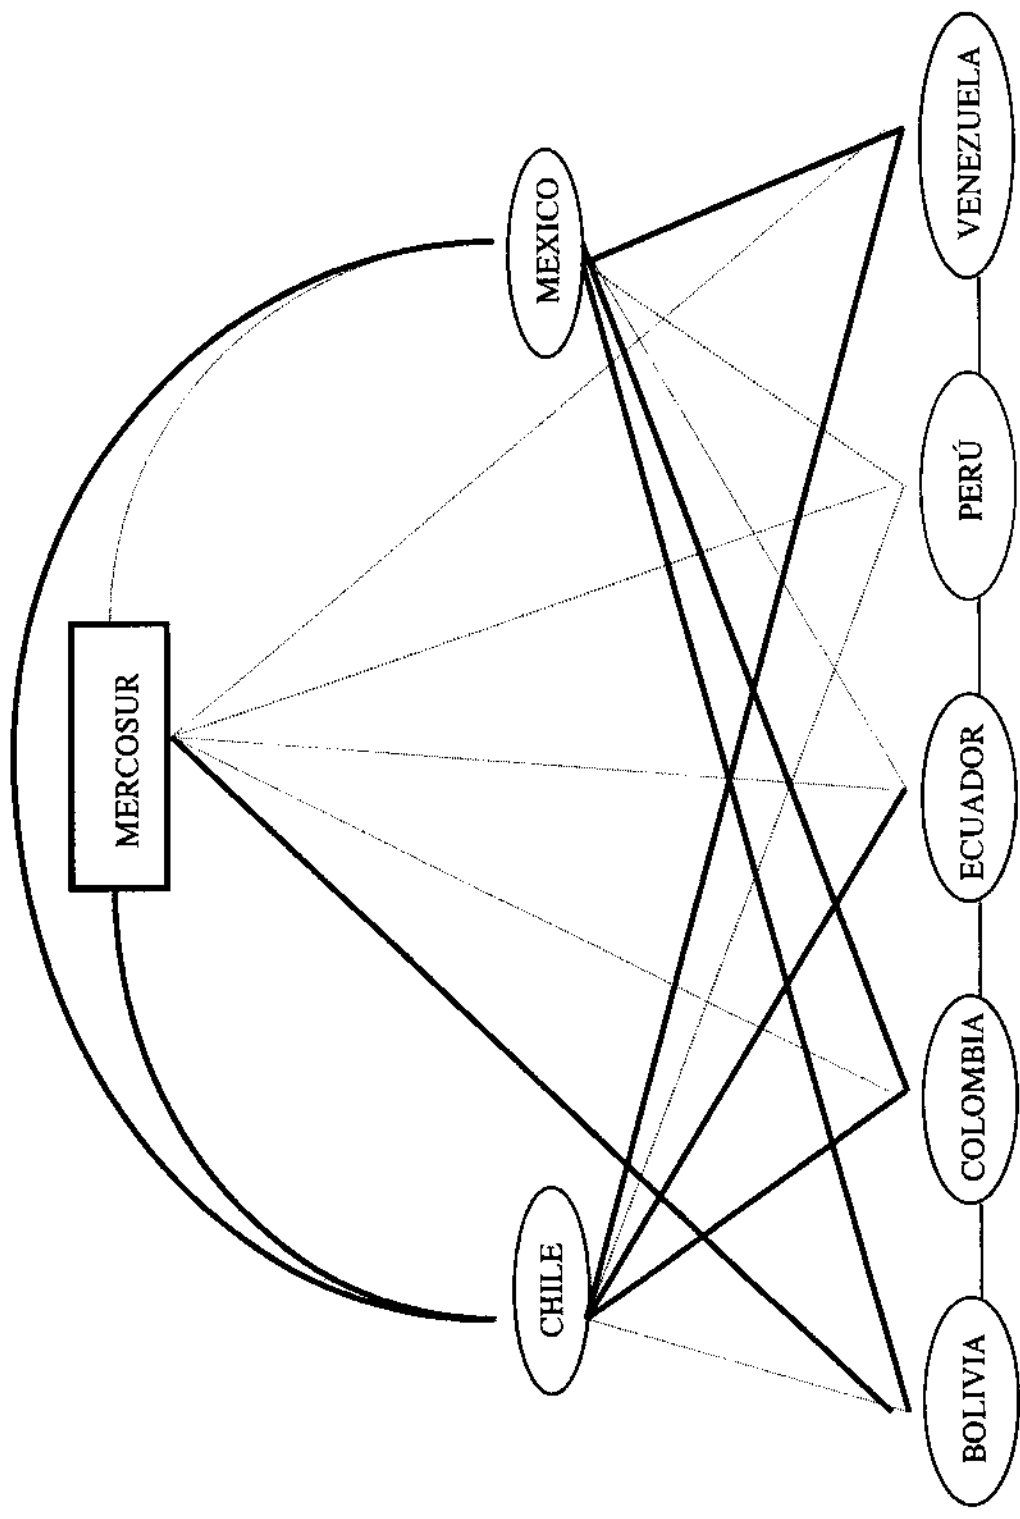 MERCOSUR
CHILE
MEXICO
BOLIVIA
COLOMBIA
ECUADOR
PERÚ
VENEZUELA